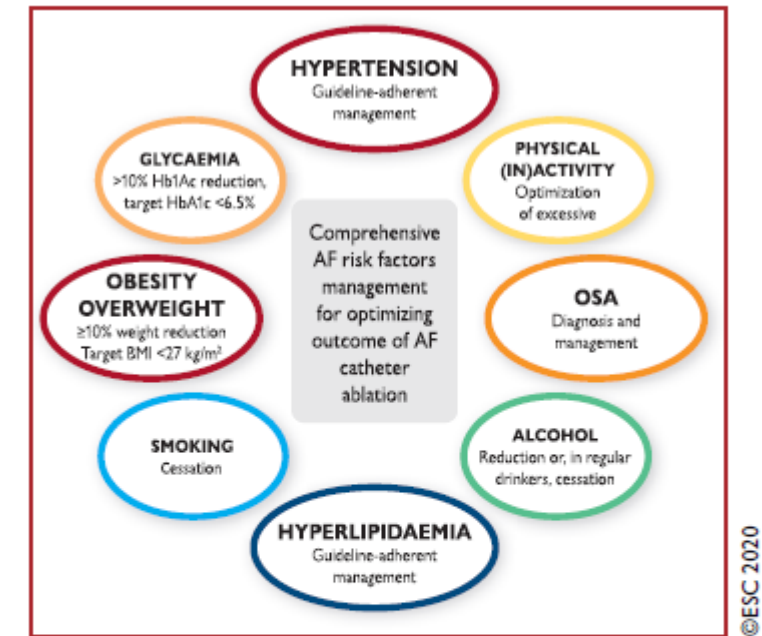 HYPERTENSION
Guideline-adherent
management
GLYCAEMIA
>10% Hb1Ac reduction,
target HbA1c <6.5%
PHYSICAL
(IN)ACTIVITY
Optimization
of excessive
Comprehensive
AF risk factors
management
for optimizing
outcome of AF
catheter
ablation
OBESITY
OVERWEIGHT
≥10% weight reduction
Target BMI <27 kg/m²
OSA
Diagnosis and
management
SMOKING
Cessation
ALCOHOL
Reduction or, in regular
drinkers, cessation
HYPERLIPIDAEMIA
Guideline-adherent
management
©ESC 2020